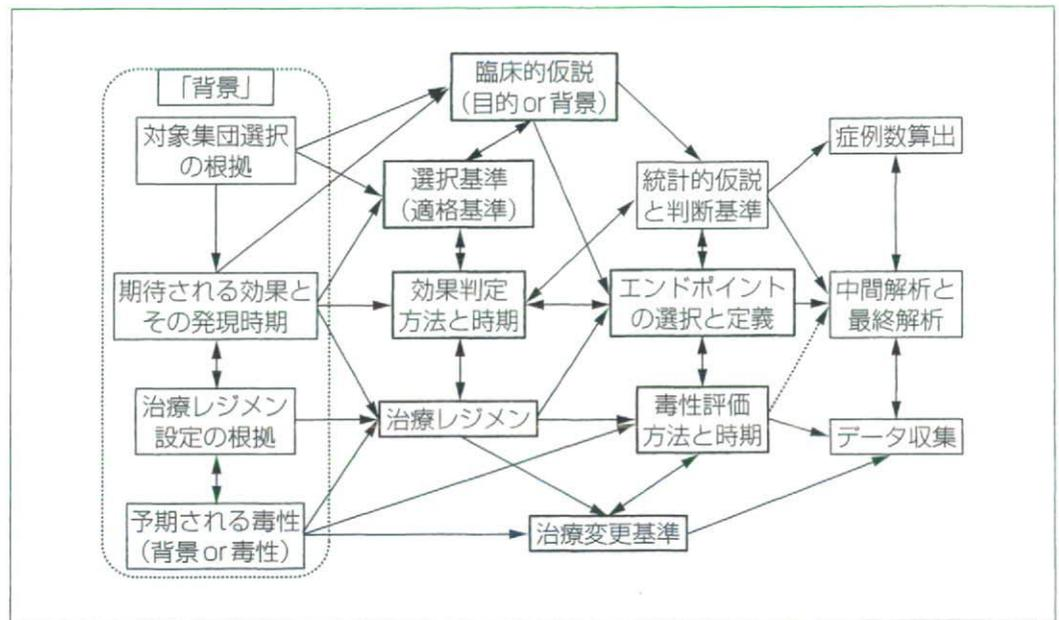 「背景」
対象集団選択
の根拠
期待される効果と
その発現時期
治療レジメン
設定の根拠
予期される毒性
(背景or毒性)
臨床的仮説
(目的or背景)
選択基準
(適格基準)
効果判定
方法と時期
治療レジメン
統計的仮説
と判断基準
エンドポイント
の選択と定義
毒性評価
方法と時期
治療変更基準
症例数算出
中間解析と
最終解析
データ収集